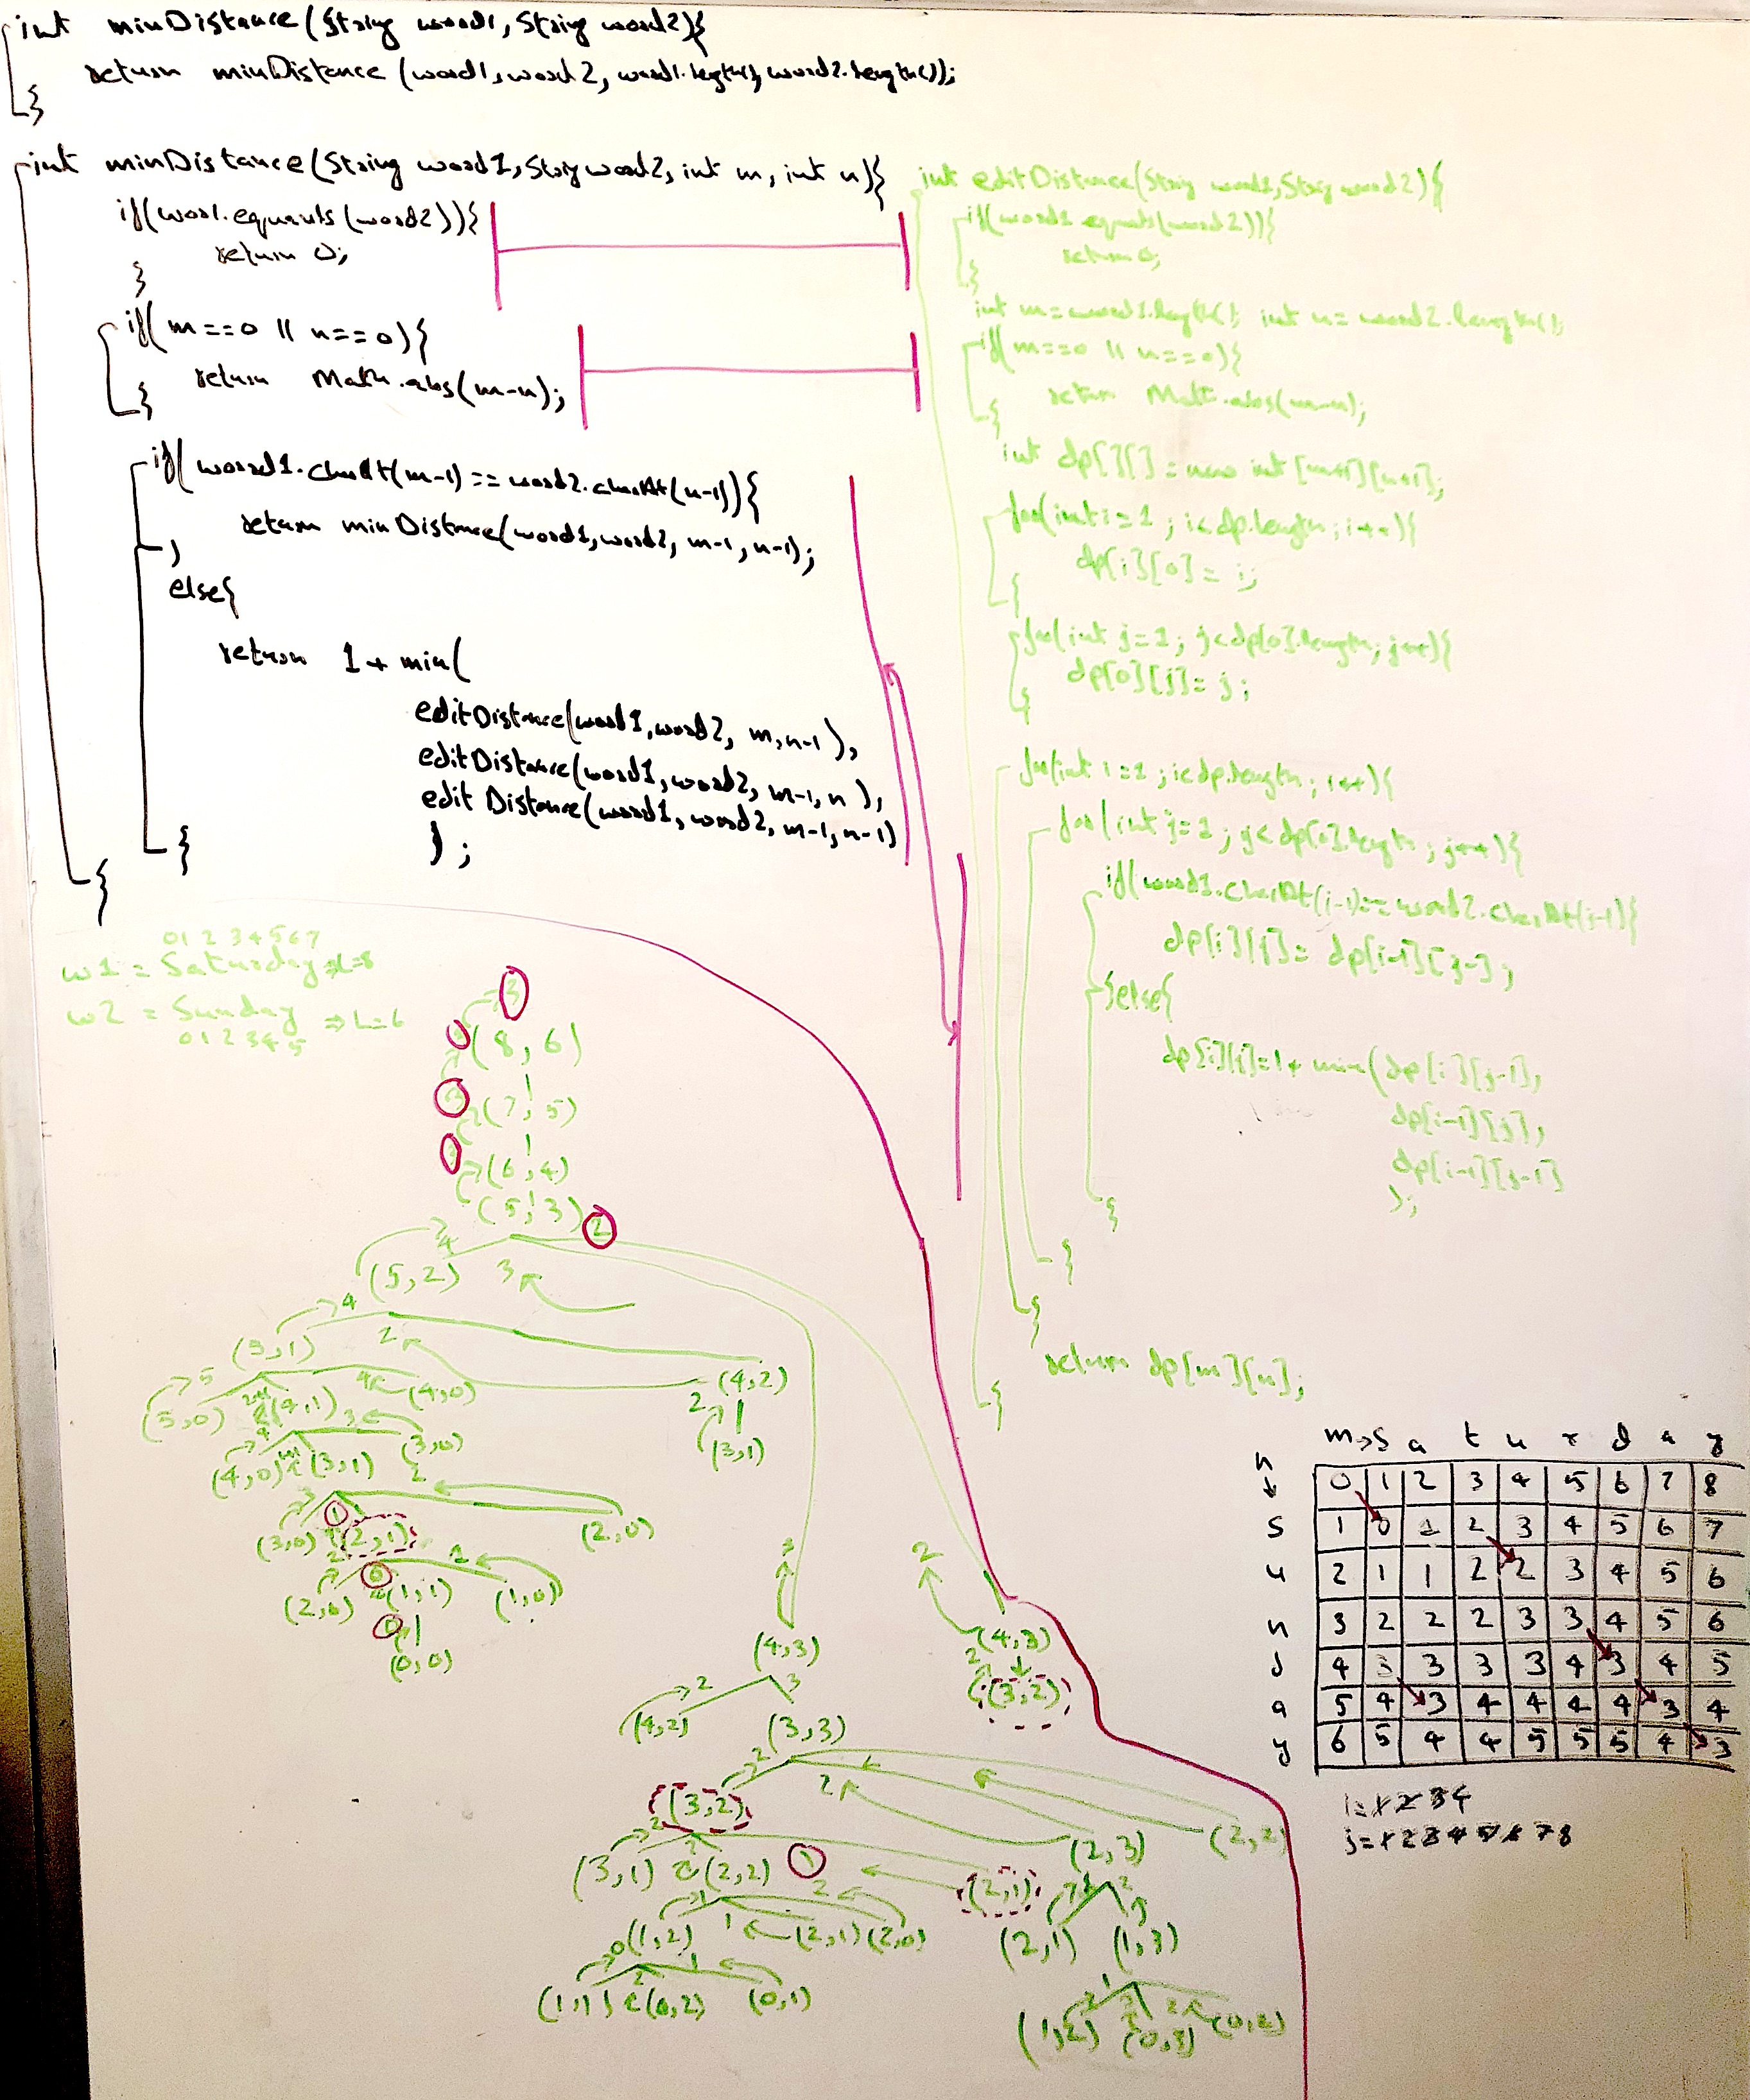 int minDistance(String word1, String word2){
return minDistance(word1, word2, word1.length(), word2.length());
}
int minDistance(String word1, String word2, int m, int n){
if(wor1.equals(word2)){
return 0;
}
if(m==0 || n==0){
return Math.abs(m-n);
}
if(word1.charAt(m-1) == word2.charAt(n-1)){
return minDistance(word1, word2, m-1, n-1);
}
else{
return 1+min(
editDistance(word1, word2, m, n-1),
editDistance(word1, word2, m-1, n),
editDistance(word1, word2, m-1, n-1)
);
}
}
int editDistance(String word1, String word2){
if(word1.equals(word2)){
return 0;
}
int m=word1.length(); int n=word2.length();
if(m==0 || n==0){
return Math.abs(m-n);
}
int dp[][]=new int[m+1][n+1];
for(int i=1; i<dp.length; i++){
dp[i][0]=i;
}
for(int j=1; j<dp[0].length; j++){
dp[0][j]=j;
}
for(int i=1; i<dp.length; i++){
for(int j=1; j<dp[0].length; j++){
if(word1.charAt(i-1)==word2.charAt(j-1){
dp[i][j]=dp[i-1][j-1];
}else{
dp[i][j]=1+min(dp[i][j-1],
dp[i-1][j],
dp[i-1][j-1]
);
}
}
}
return dp[m][n];
}
0 1 2 3 4 5 6 7
w1 = Saturday ⇒ L=8
w2 = Sunday ⇒ L=6
0 1 2 3 4 5
3
(8,6)
(7,5)
(6,4)
(5,3) 2
4
(5,2) 3
4 2
(5,1) (4,2)
5 4 2
(5,0) (4,1) (4,0) (3,1)
4 3
(4,0) (3,1) (3,0)
3 1 2
(3,0) (2,1) (2,0)
2 0 1
(2,0) (1,1) (1,0)
0
(0,0)
3 2
(4,3) (4,3)
2 3 2
(4,2) (3,3) (3,2)
2 2
(3,2) (2,3) (2,2)
2 2 1
(3,1) (2,2) (2,1)
1 1 2
(1,2) (2,1) (2,0) (2,1) (1,3)
0 2 1
(1,1) (0,2) (0,1)
1
2 3 2
(1,2) (0,3) (0,2)
m→ S a t u r d a y
n↓ 0 1 2 3 4 5 6 7 8
S 1 0 1 2 3 4 5 6 7
u 2 1 1 2 2 3 4 5 6
n 3 2 2 2 3 3 4 5 6
d 4 3 3 3 3 4 3 4 5
a 5 4 3 4 4 4 4 3 4
y 6 5 4 4 5 5 5 4 3
i=1 2 3 4
j=1 2 3 4 5 6 7 8